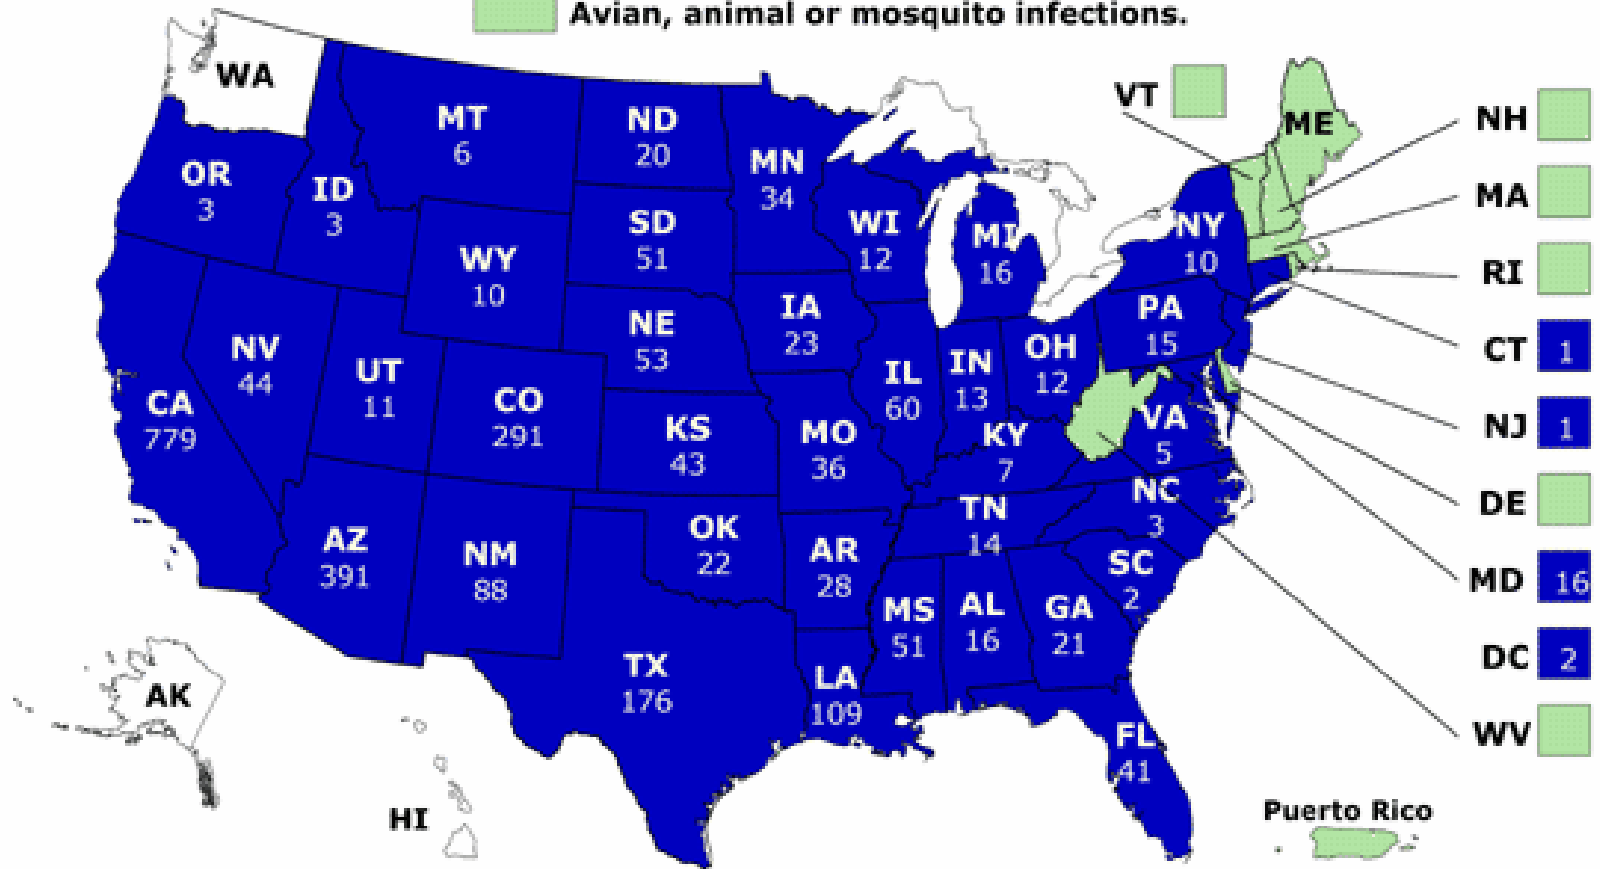 Avian, animal or mosquito infections.
WA
MT
6
ND
20
MN
34
VT
ME
NH
OR
3
ID
3
SD
51
WI
12
MI
16
NY
10
MA
WY
10
RI
NE
53
IA
23
PA
15
CT 1
NV
44
UT
11
CO
291
IL
60
IN
13
OH
12
CA
779
KS
43
MO
36
KY
7
VA
5
NJ 1
DE
AZ
391
NM
88
OK
22
AR
28
TN
14
NC
3
SC
2
MD 16
MS
51
AL
16
GA
21
DC 2
TX
176
LA
109
AK
FL
41
WV
HI
Puerto Rico